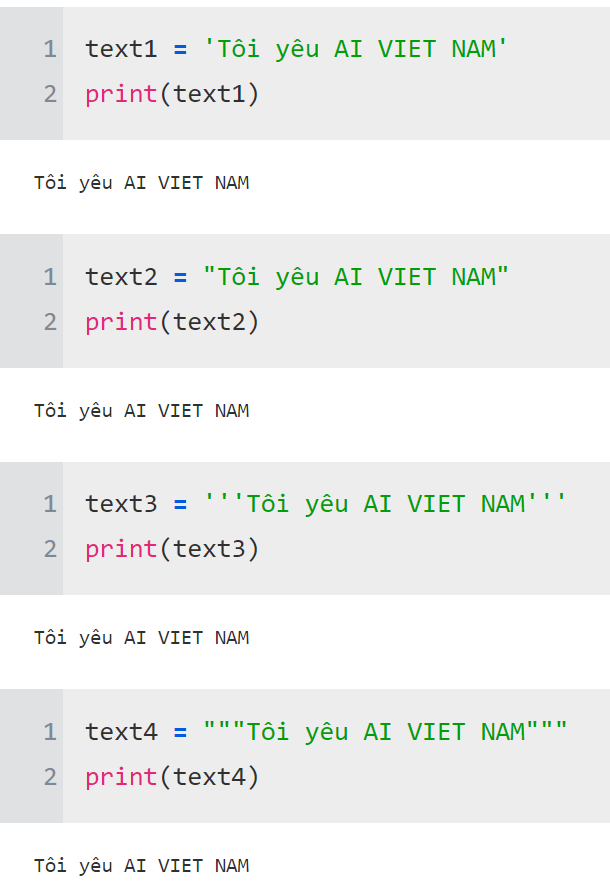 1 text1 = 'Tôi yêu AI VIET NAM'
2 print(text1)
Tôi yêu AI VIET NAM
1 text2 = "Tôi yêu AI VIET NAM"
2 print(text2)
Tôi yêu AI VIET NAM
1 text3 = '''Tôi yêu AI VIET NAM'''
2 print(text3)
Tôi yêu AI VIET NAM
1 text4 = """Tôi yêu AI VIET NAM"""
2 print(text4)
Tôi yêu AI VIET NAM